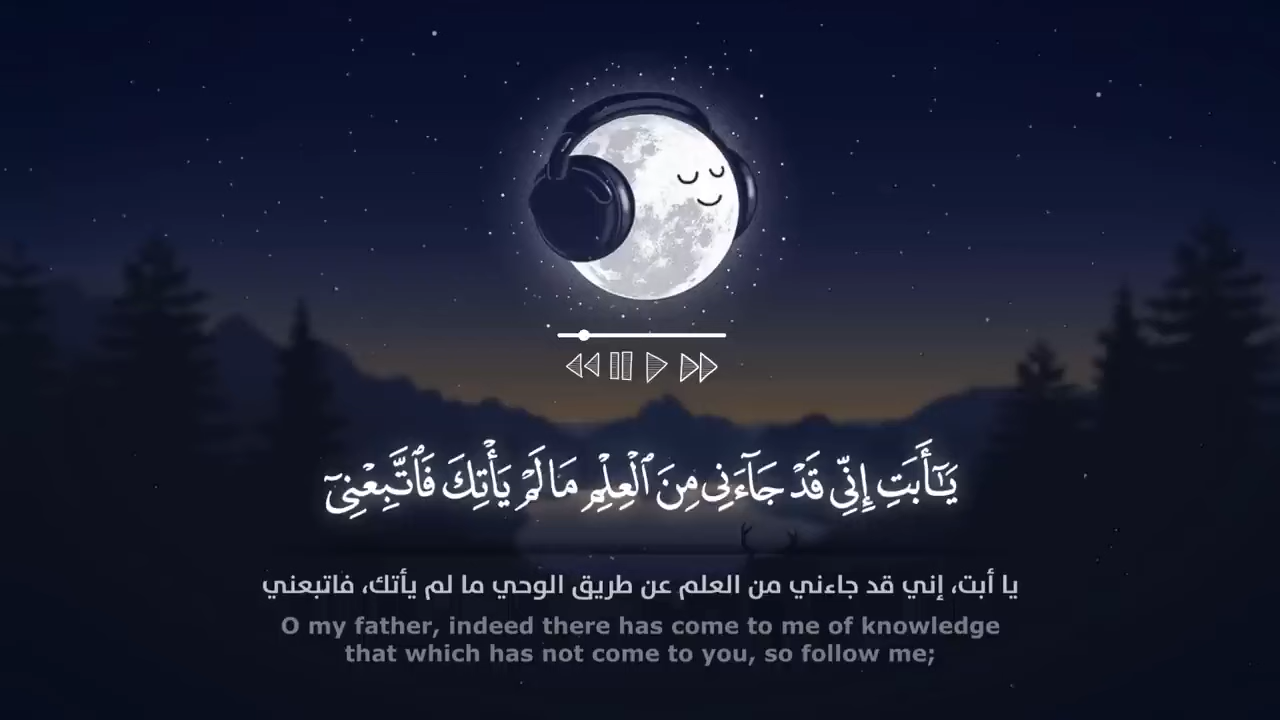 يَـٰٓأَبَتِ إِنِّى قَدْ جَآءَنِى مِنَ ٱلْعِلْمِ مَا لَمْ يَأْتِكَ فَٱتَّبِعْنِىٓ
يا أبت، إني قد جاءني من العلم عن طريق الوحي ما لم يأتك، فاتبعني
O my father, indeed there has come to me of knowledge
that which has not come to you, so follow me;